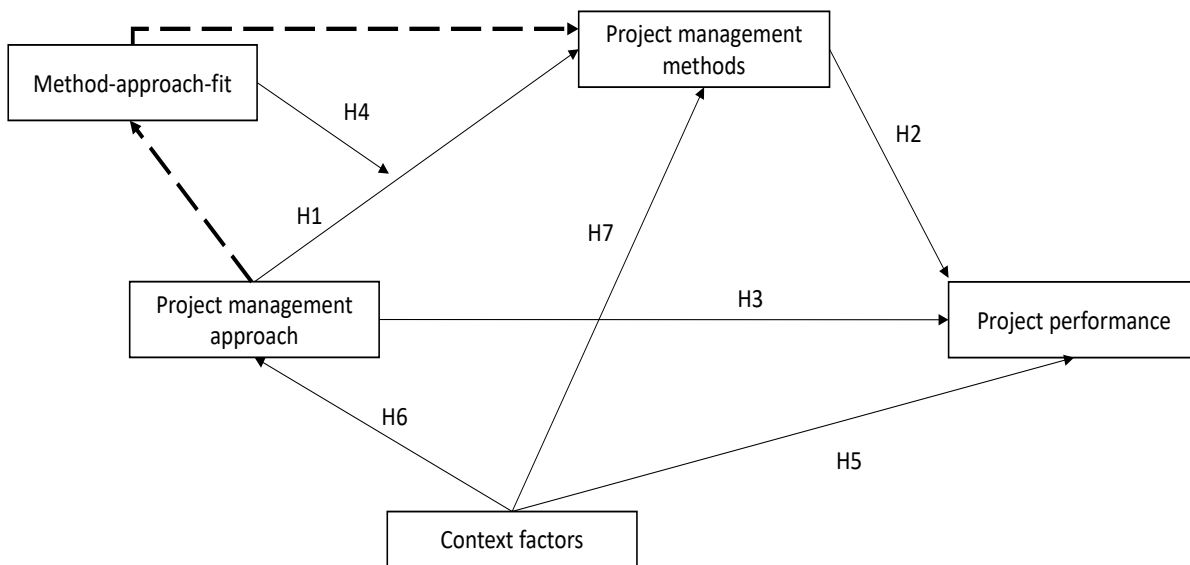 Project management
methods
Method-approach-fit
H4
H2
H1
H7
Project management
approach
H3
Project performance
H6
H5
Context factors